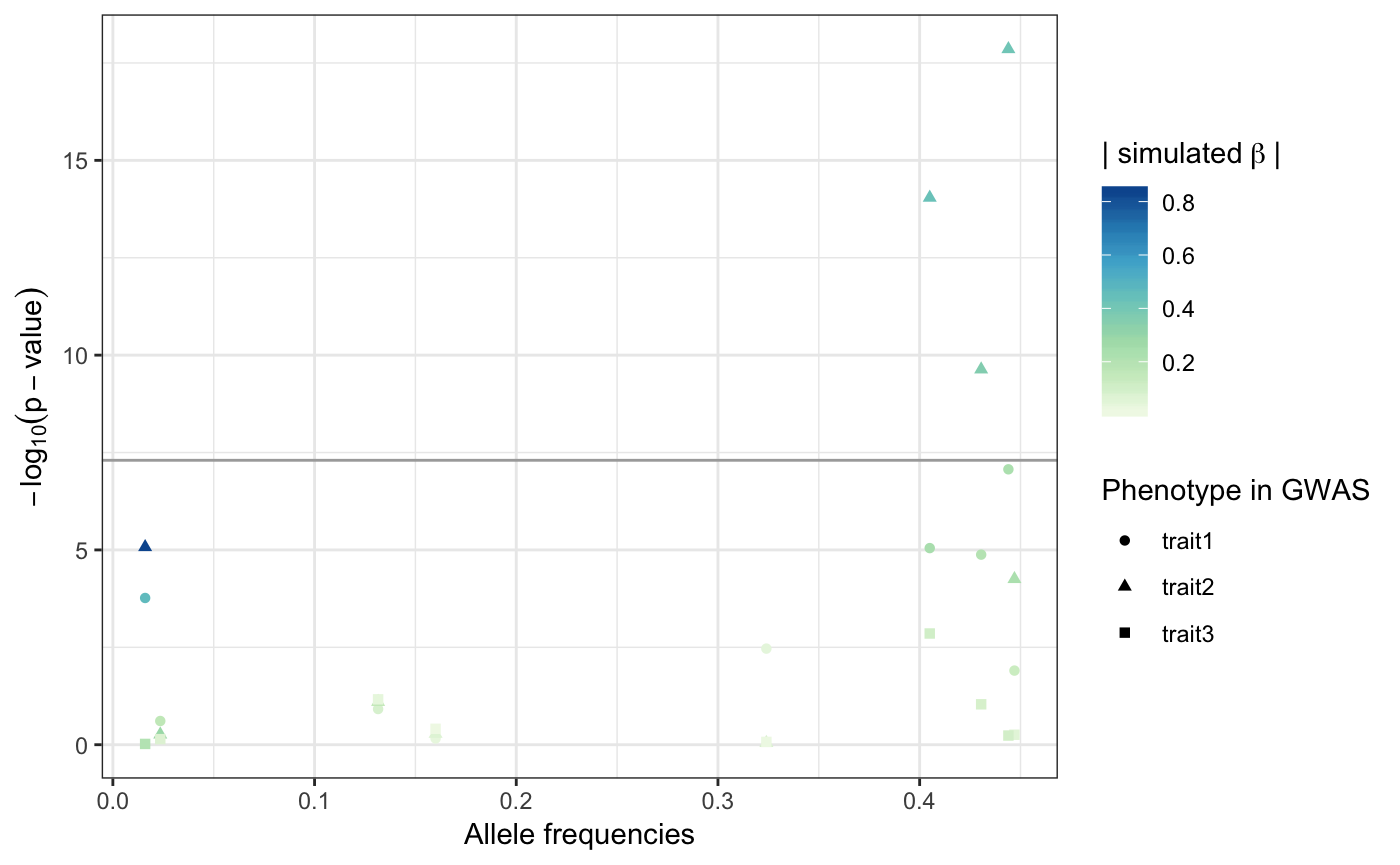 −log10(p − value)
15
10
5
0
0.0 0.1 0.2 0.3 0.4
Allele frequencies
| simulated β |
0.8
0.6
0.4
0.2
Phenotype in GWAS
trait1
trait2
trait3